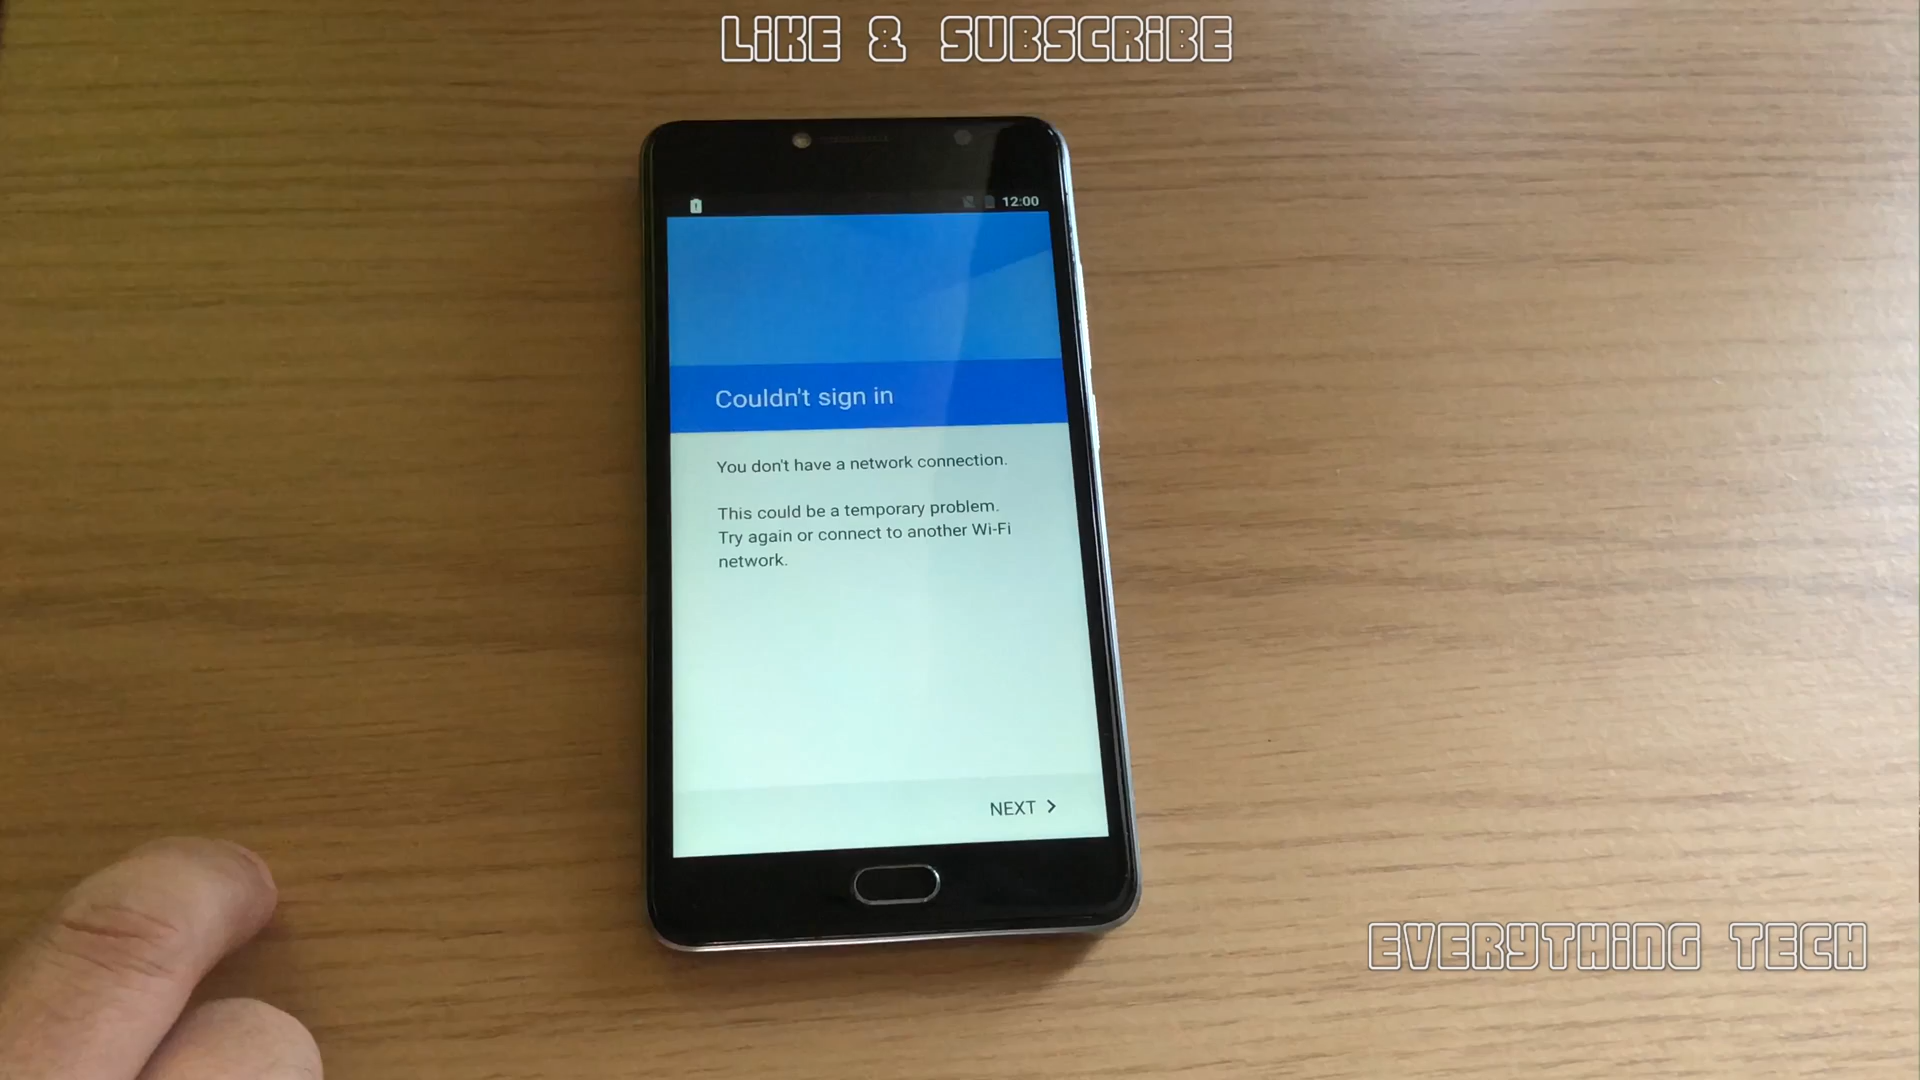 LIKE & SUBSCRIBE
12:00
Couldn't sign in
You don't have a network connection.
This could be a temporary problem.
Try again or connect to another Wi-Fi
network.
NEXT
EVERYTHING TECH